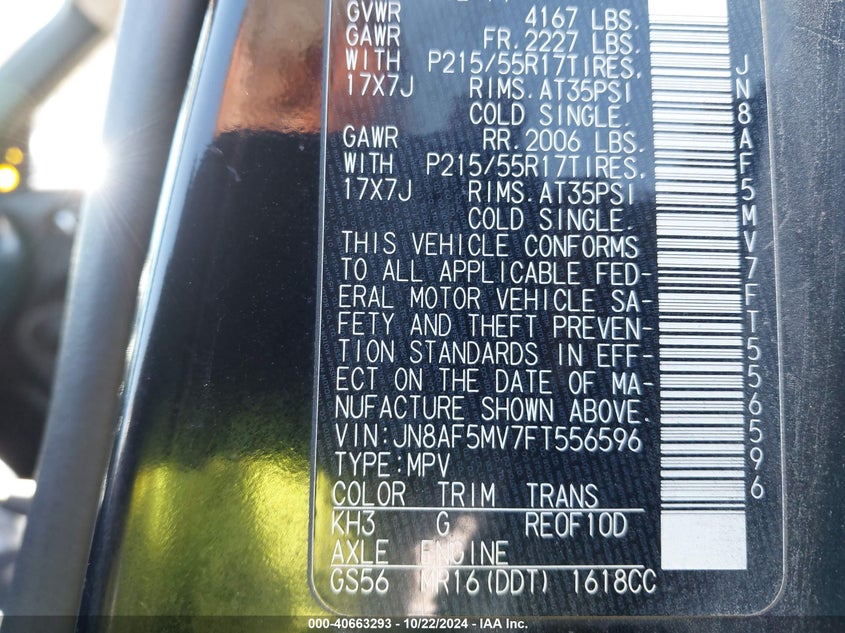 GVWR 4167 LBS.
GAWR FR. 2227 LBS.
WITH P215/55R17TIRES,
17X7J RIMS. AT35PSI
COLD SINGLE.
GAWR RR. 2006 LBS.
WITH P215/55R17TIRES,
17X7J RIMS. AT35PSI
COLD SINGLE.
THIS VEHICLE CONFORMS
TO ALL APPLICABLE FED-
ERAL MOTOR VEHICLE SA-
FETY AND THEFT PREVEN-
TION STANDARDS IN EFF-
ECT ON THE DATE OF MA-
NUFACTURE SHOWN ABOVE.
VIN:JN8AF5MV7FT556596
TYPE:MPV
COLOR TRIM TRANS
KH3 G RE0F10D
AXLE ENGINE
GS56 MR16(DDT) 1618CC
JN8AF5MV7FT556596
000-40663293 - 10/22/2024 - IAA Inc.